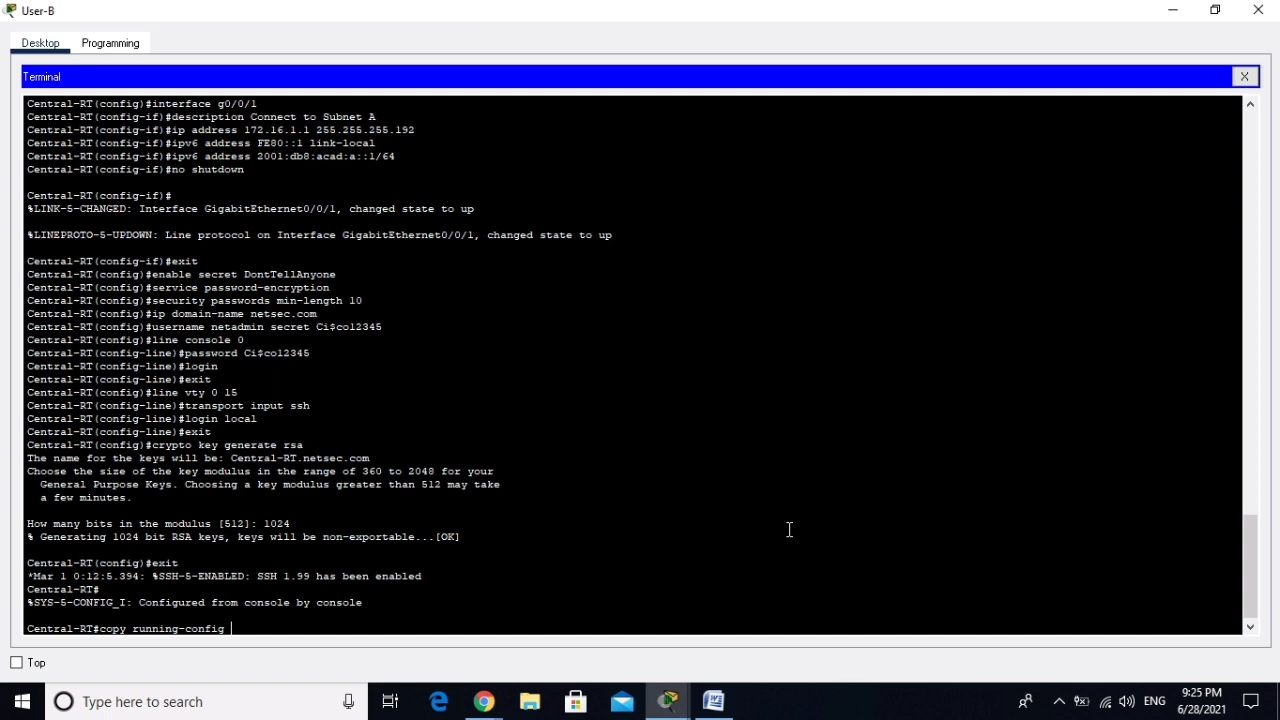 User-B
Desktop Programming
Terminal X
Central-RT(config)#interface g0/0/1
Central-RT(config-if)#description Connect to Subnet A
Central-RT(config-if)#ip address 172.16.1.1 255.255.255.192
Central-RT(config-if)#ipv6 address FE80::1 link-local
Central-RT(config-if)#ipv6 address 2001:db8:acad:a::1/64
Central-RT(config-if)#no shutdown
Central-RT(config-if)#
%LINK-5-CHANGED: Interface GigabitEthernet0/0/1, changed state to up
%LINEPROTO-5-UPDOWN: Line protocol on Interface GigabitEthernet0/0/1, changed state to up
Central-RT(config-if)#exit
Central-RT(config)#enable secret DontTellAnyone
Central-RT(config)#service password-encryption
Central-RT(config)#security passwords min-length 10
Central-RT(config)#ip domain-name netsec.com
Central-RT(config)#username netadmin secret Ci$co12345
Central-RT(config)#line console 0
Central-RT(config-line)#password Ci$co12345
Central-RT(config-line)#login
Central-RT(config-line)#exit
Central-RT(config)#line vty 0 15
Central-RT(config-line)#transport input ssh
Central-RT(config-line)#login local
Central-RT(config-line)#exit
Central-RT(config)#crypto key generate rsa
The name for the keys will be: Central-RT.netsec.com
Choose the size of the key modulus in the range of 360 to 2048 for your
General Purpose Keys. Choosing a key modulus greater than 512 may take
a few minutes.
How many bits in the modulus [512]: 1024
% Generating 1024 bit RSA keys, keys will be non-exportable...[OK]
Central-RT(config)#exit
*Mar 1 0:12:5.394: %SSH-5-ENABLED: SSH 1.99 has been enabled
Central-RT#
%SYS-5-CONFIG_I: Configured from console by console
Central-RT#copy running-config
Top
Type here to search
ENG
9:25 PM
6/28/2021